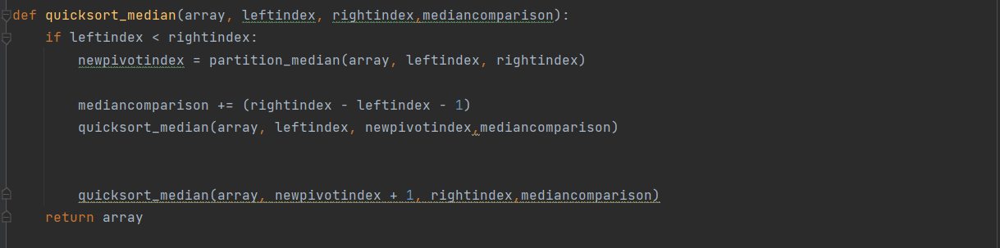 def quicksort_median(array, leftindex, rightindex,mediancomparison):
    if leftindex < rightindex:
        newpivotindex = partition_median(array, leftindex, rightindex)
        mediancomparison += (rightindex - leftindex - 1)
        quicksort_median(array, leftindex, newpivotindex,mediancomparison)
        quicksort_median(array, newpivotindex + 1, rightindex,mediancomparison)
    return array